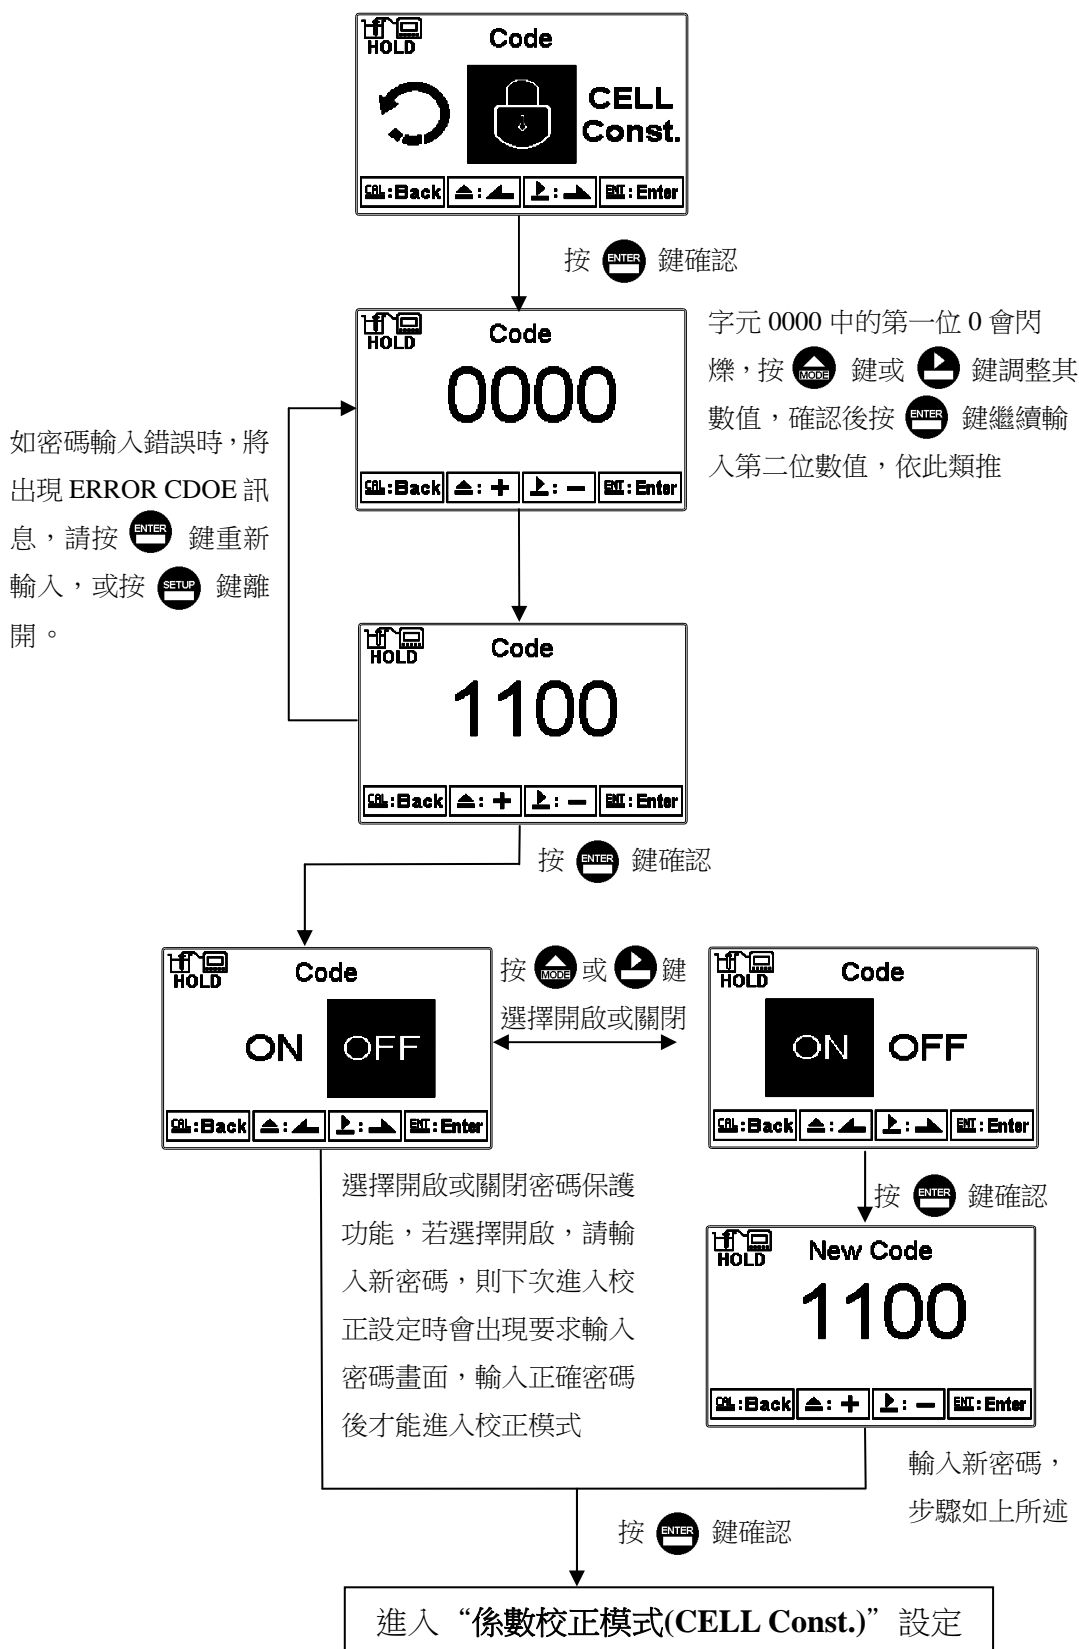 HOLD
Code
CELL
Const.
CAL:Back ▲: ▶: ENT:Enter
按 ENTER 鍵確認
HOLD
Code
0000
CAL:Back ▲: + ▶: − ENT:Enter
字元 0000 中的第一位 0 會閃
爍，按 MODE 鍵或 鍵調整其
數值，確認後按 ENTER 鍵繼續輸
入第二位數值，依此類推
如密碼輸入錯誤時，將
出現 ERROR CDOE 訊
息，請按 ENTER 鍵重新
輸入，或按 SETUP 鍵離
開。
HOLD
Code
1100
CAL:Back ▲: + ▶: − ENT:Enter
按 ENTER 鍵確認
HOLD
Code
ON OFF
CAL:Back ▲: ▶: ENT:Enter
按 MODE 或 鍵
選擇開啟或關閉
HOLD
Code
ON OFF
CAL:Back ▲: ▶: ENT:Enter
選擇開啟或關閉密碼保護
功能，若選擇開啟，請輸
入新密碼，則下次進入校
正設定時會出現要求輸入
密碼畫面，輸入正確密碼
後才能進入校正模式
按 ENTER 鍵確認
HOLD
New Code
1100
CAL:Back ▲: + ▶: − ENT:Enter
輸入新密碼，
步驟如上所述
按 ENTER 鍵確認
進入“係數校正模式(CELL Const.)”設定